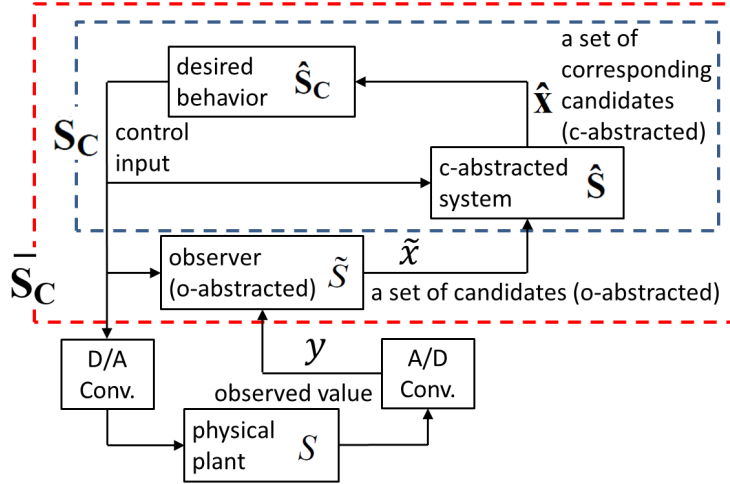 desired
behavior
Ŝ_C
a set of
corresponding
candidates
(c-abstracted)
x̂
S_C
control
input
c-abstracted
system
Ŝ
S̄_C
observer
(o-abstracted)
S̃
x̃
a set of candidates (o-abstracted)
D/A
Conv.
y
observed value
A/D
Conv.
physical
plant
S